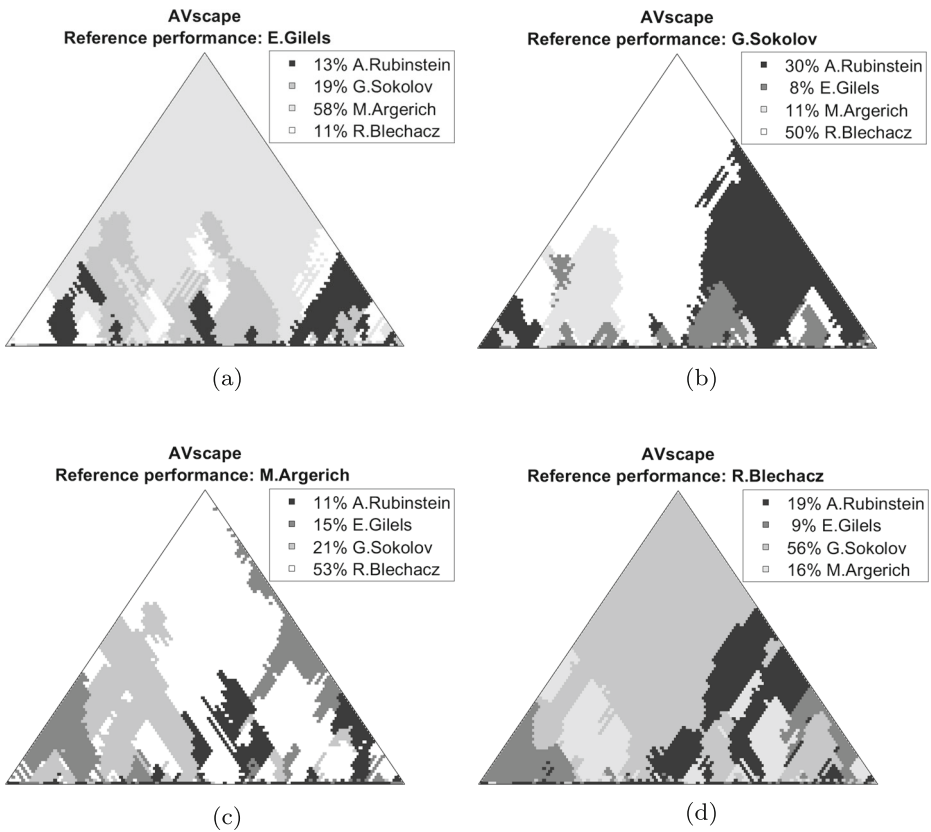 AVscape
Reference performance: E.Gilels
13% A.Rubinstein
19% G.Sokolov
58% M.Argerich
11% R.Blechacz
(a)
AVscape
Reference performance: G.Sokolov
30% A.Rubinstein
8% E.Gilels
11% M.Argerich
50% R.Blechacz
(b)
AVscape
Reference performance: M.Argerich
11% A.Rubinstein
15% E.Gilels
21% G.Sokolov
53% R.Blechacz
(c)
AVscape
Reference performance: R.Blechacz
19% A.Rubinstein
9% E.Gilels
56% G.Sokolov
16% M.Argerich
(d)